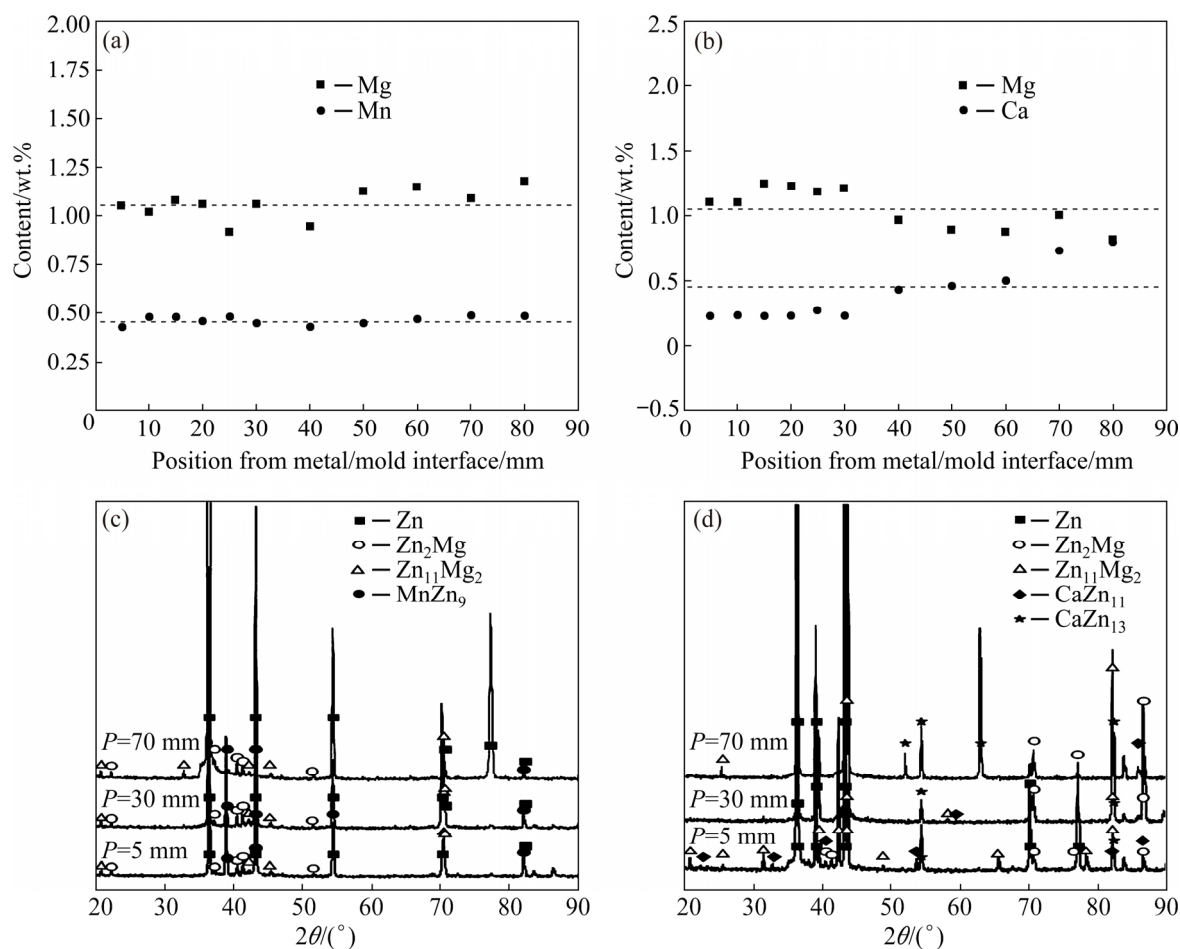 (a)
2.00
1.75
1.50
1.25
1.00
0.75
0.50
0.25
0
Content/wt.%
■ — Mg
● — Mn
10 20 30 40 50 60 70 80 90
Position from metal/mold interface/mm
(b)
2.5
2.0
1.5
1.0
0.5
0
−0.5
Content/wt.%
■ — Mg
● — Ca
0 10 20 30 40 50 60 70 80 90
Position from metal/mold interface/mm
(c)
■ — Zn
○ — Zn₂Mg
△ — Zn₁₁Mg₂
● — MnZn₉
P=70 mm
P=30 mm
P=5 mm
20 30 40 50 60 70 80 90
2θ/(°)
(d)
■ — Zn
○ — Zn₂Mg
△ — Zn₁₁Mg₂
◆ — CaZn₁₁
★ — CaZn₁₃
P=70 mm
P=30 mm
P=5 mm
20 30 40 50 60 70 80 90
2θ/(°)